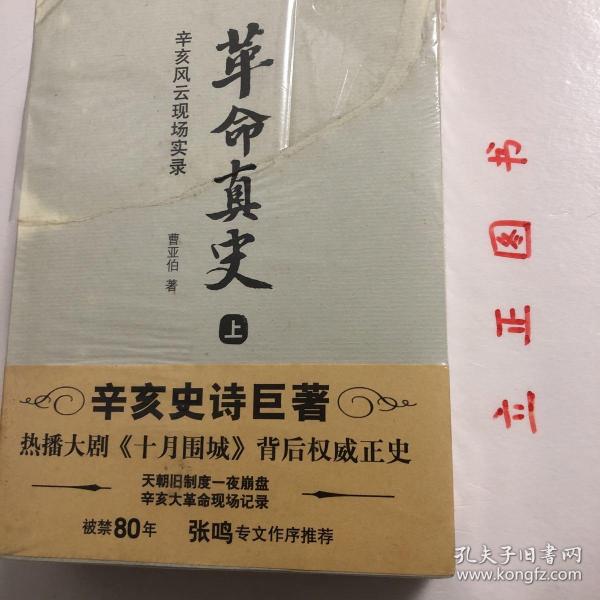 革命真史
辛亥风云现场实录
曹亚伯 著
上
辛亥史诗巨著
热播大剧《十月围城》背后权威正史
天朝旧制度一夜崩盘
辛亥大革命现场记录
被禁80年 张鸣专文作序推荐
立正图书
孔夫子旧书网
www.kongfz.com